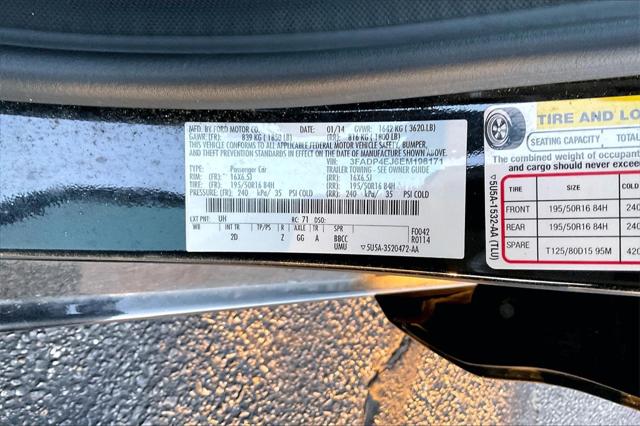 MFD. BY FORD MOTOR CO. DATE: 01/14 GVWR: 1642 KG ( 3620 LB)
GAWR: (FR): 839 KG ( 1850 LB) (RR): 816 KG ( 1800 LB)
THIS VEHICLE CONFORMS TO ALL APPLICABLE FEDERAL MOTOR VEHICLE SAFETY, BUMPER,
AND THEFT PREVENTION STANDARDS IN EFFECT ON THE DATE OF MANUFACTURE SHOWN ABOVE.
VIN: 3FADP4EJ6EM198171
TYPE: Passenger Car TRAILER TOWING - SEE OWNER GUIDE
RIM: (FR): 16X6.5J (RR): 16X6.5J
TIRE: (FR): 195/50R16 84H (RR): 195/50R16 84H
PRESSURE: (FR): 240 kPa/ 35 PSI COLD (RR): 240 kPa/ 35 PSI COLD
EXT PNT: UH RC: 71 DSO:
WB INT TR TP/PS R AXLE TR SPR F0042
2D Z GG A BBCC R0114
UMU ▽5U5A-3520472-AA
TIRE AND LO
SEATING CAPACITY TOTAL
The combined weight of occupant
and cargo should never exceed
TIRE SIZE COLD
FRONT 195/50R16 84H 240
REAR 195/50R16 84H 240
SPARE T125/80D15 95M 420
▽5U5A-1532-AA (TLU)